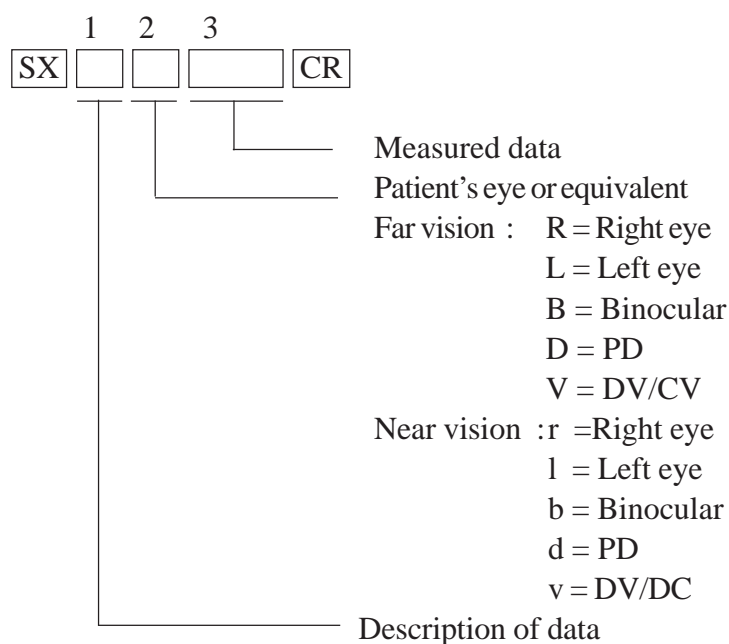 1 2 3
SX CR
Measured data
Patient's eye or equivalent
Far vision : R = Right eye
L = Left eye
B = Binocular
D = PD
V = DV/CV
Near vision : r =Right eye
l = Left eye
b = Binocular
d = PD
v = DV/DC
Description of data